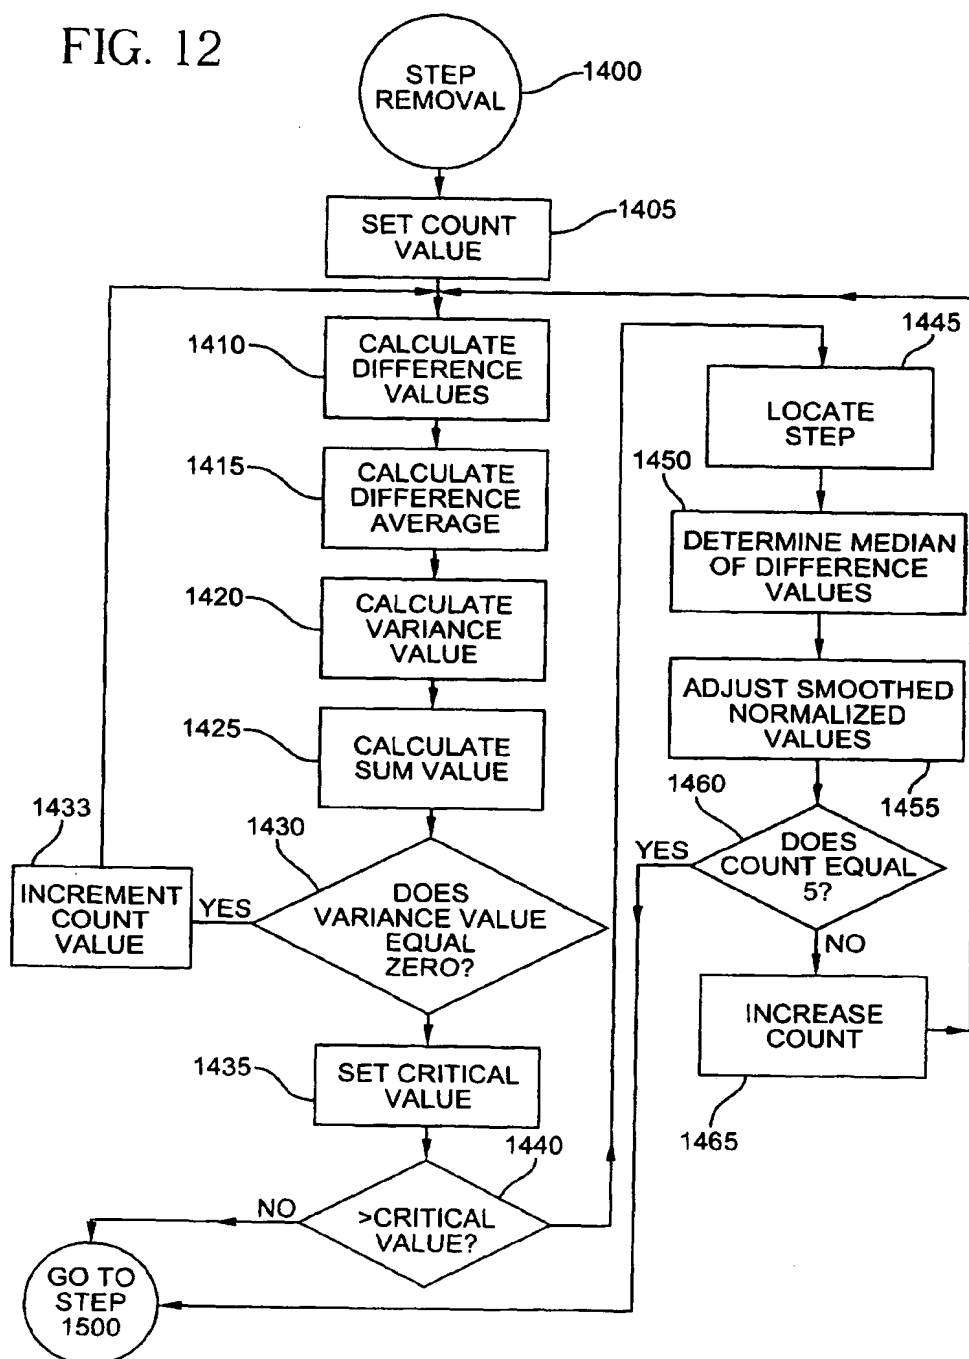 FIG. 12
STEP
REMOVAL
1400
SET COUNT
VALUE
1405
1410
CALCULATE
DIFFERENCE
VALUES
1415
CALCULATE
DIFFERENCE
AVERAGE
1420
CALCULATE
VARIANCE
VALUE
1425
CALCULATE
SUM VALUE
1433
INCREMENT
COUNT
VALUE
YES
1430
DOES
VARIANCE VALUE
EQUAL
ZERO?
1435
SET CRITICAL
VALUE
1440
>CRITICAL
VALUE?
NO
GO TO
STEP
1500
1445
LOCATE
STEP
1450
DETERMINE MEDIAN
OF DIFFERENCE
VALUES
ADJUST SMOOTHED
NORMALIZED
VALUES
1455
1460
YES
DOES
COUNT EQUAL
5?
NO
INCREASE
COUNT
1465